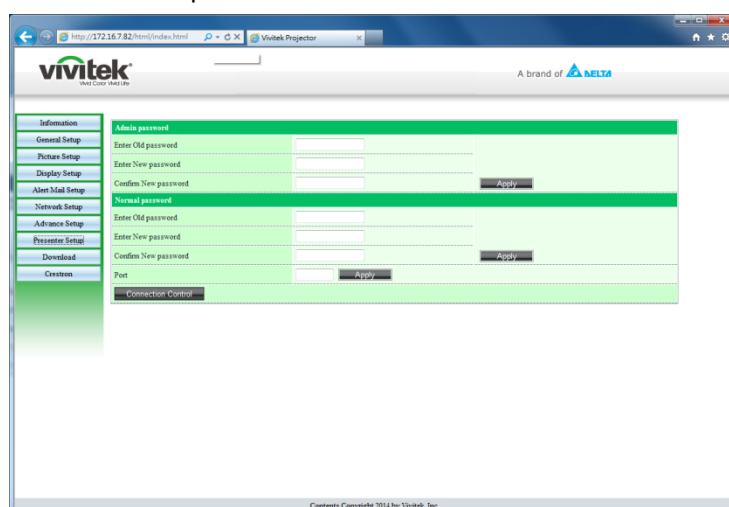 http://172.16.7.82/html/index.html
Vivitek Projector
vivitek
Vivid Color Vivid Life
A brand of DELTA
Information
General Setup
Picture Setup
Display Setup
Alert Mail Setup
Network Setup
Advance Setup
Presenter Setup
Download
Crestron
Admin password
Enter Old password
Enter New password
Confirm New password
Apply
Normal password
Enter Old password
Enter New password
Confirm New password
Apply
Port
Apply
Connection Control
Contents Copyright 2014 by Vivitek, Inc